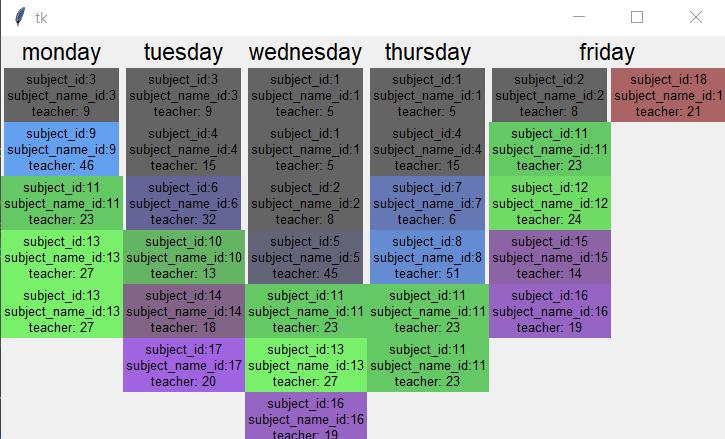 tk
monday tuesday wednesday thursday friday
subject_id:3 subject_id:3 subject_id:1 subject_id:1 subject_id:2 subject_id:18
subject_name_id:3 subject_name_id:3 subject_name_id:1 subject_name_id:1 subject_name_id:2 subject_name_id:1
teacher: 9 teacher: 9 teacher: 5 teacher: 5 teacher: 8 teacher: 21
subject_id:9 subject_id:4 subject_id:1 subject_id:4 subject_id:11
subject_name_id:9 subject_name_id:4 subject_name_id:1 subject_name_id:4 subject_name_id:11
teacher: 46 teacher: 15 teacher: 5 teacher: 15 teacher: 23
subject_id:11 subject_id:6 subject_id:2 subject_id:7 subject_id:12
subject_name_id:11 subject_name_id:6 subject_name_id:2 subject_name_id:7 subject_name_id:12
teacher: 23 teacher: 32 teacher: 8 teacher: 6 teacher: 24
subject_id:13 subject_id:10 subject_id:5 subject_id:8 subject_id:15
subject_name_id:13 subject_name_id:10 subject_name_id:5 subject_name_id:8 subject_name_id:15
teacher: 27 teacher: 13 teacher: 45 teacher: 51 teacher: 14
subject_id:13 subject_id:14 subject_id:11 subject_id:11 subject_id:16
subject_name_id:13 subject_name_id:14 subject_name_id:11 subject_name_id:11 subject_name_id:16
teacher: 27 teacher: 18 teacher: 23 teacher: 23 teacher: 19
subject_id:17 subject_id:13 subject_id:11
subject_name_id:17 subject_name_id:13 subject_name_id:11
teacher: 20 teacher: 27 teacher: 23
subject_id:16
subject_name_id:16
teacher: 19